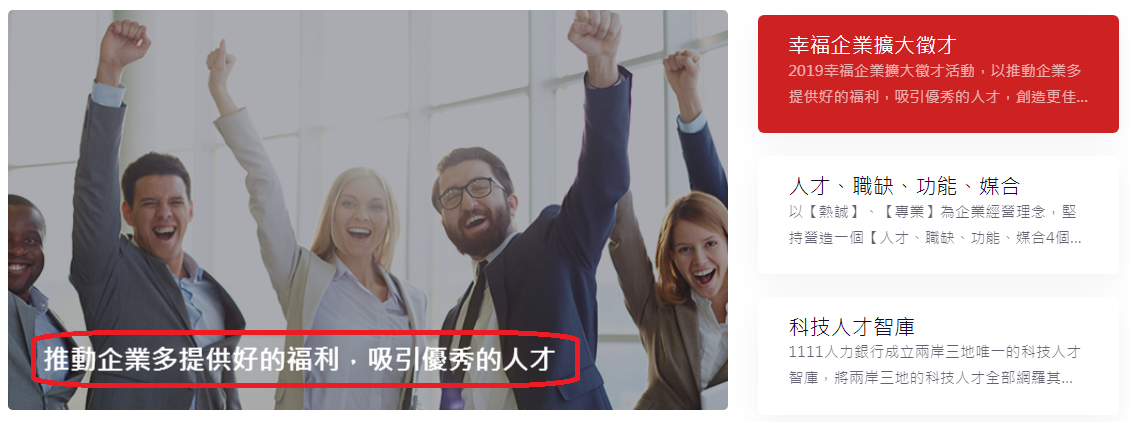 推動企業多提供好的福利，吸引優秀的人才
幸福企業擴大徵才
2019幸福企業擴大徵才活動，以推動企業多
提供好的福利，吸引優秀的人才，創造更佳...
人才、職缺、功能、媒合
以【熱誠】、【專業】為企業經營理念，堅
持營造一個【人才、職缺、功能、媒合4個...
科技人才智庫
1111人力銀行成立兩岸三地唯一的科技人才
智庫，將兩岸三地的科技人才全部網羅其...